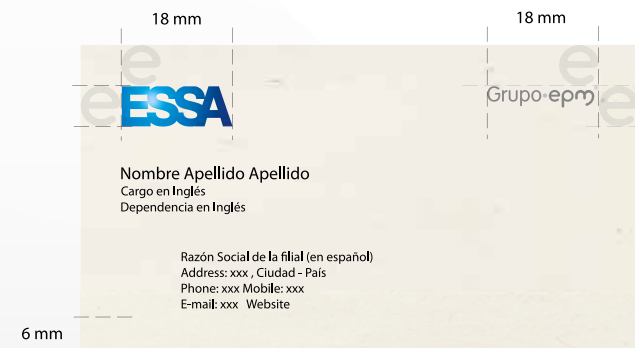 18 mm
18 mm
e
e
e
e
ESSA
Grupo·epm
Nombre Apellido Apellido
Cargo en Inglés
Dependencia en Inglés
Razón Social de la filial (en español)
Address: xxx , Ciudad - País
Phone: xxx Mobile: xxx
E-mail: xxx Website
6 mm